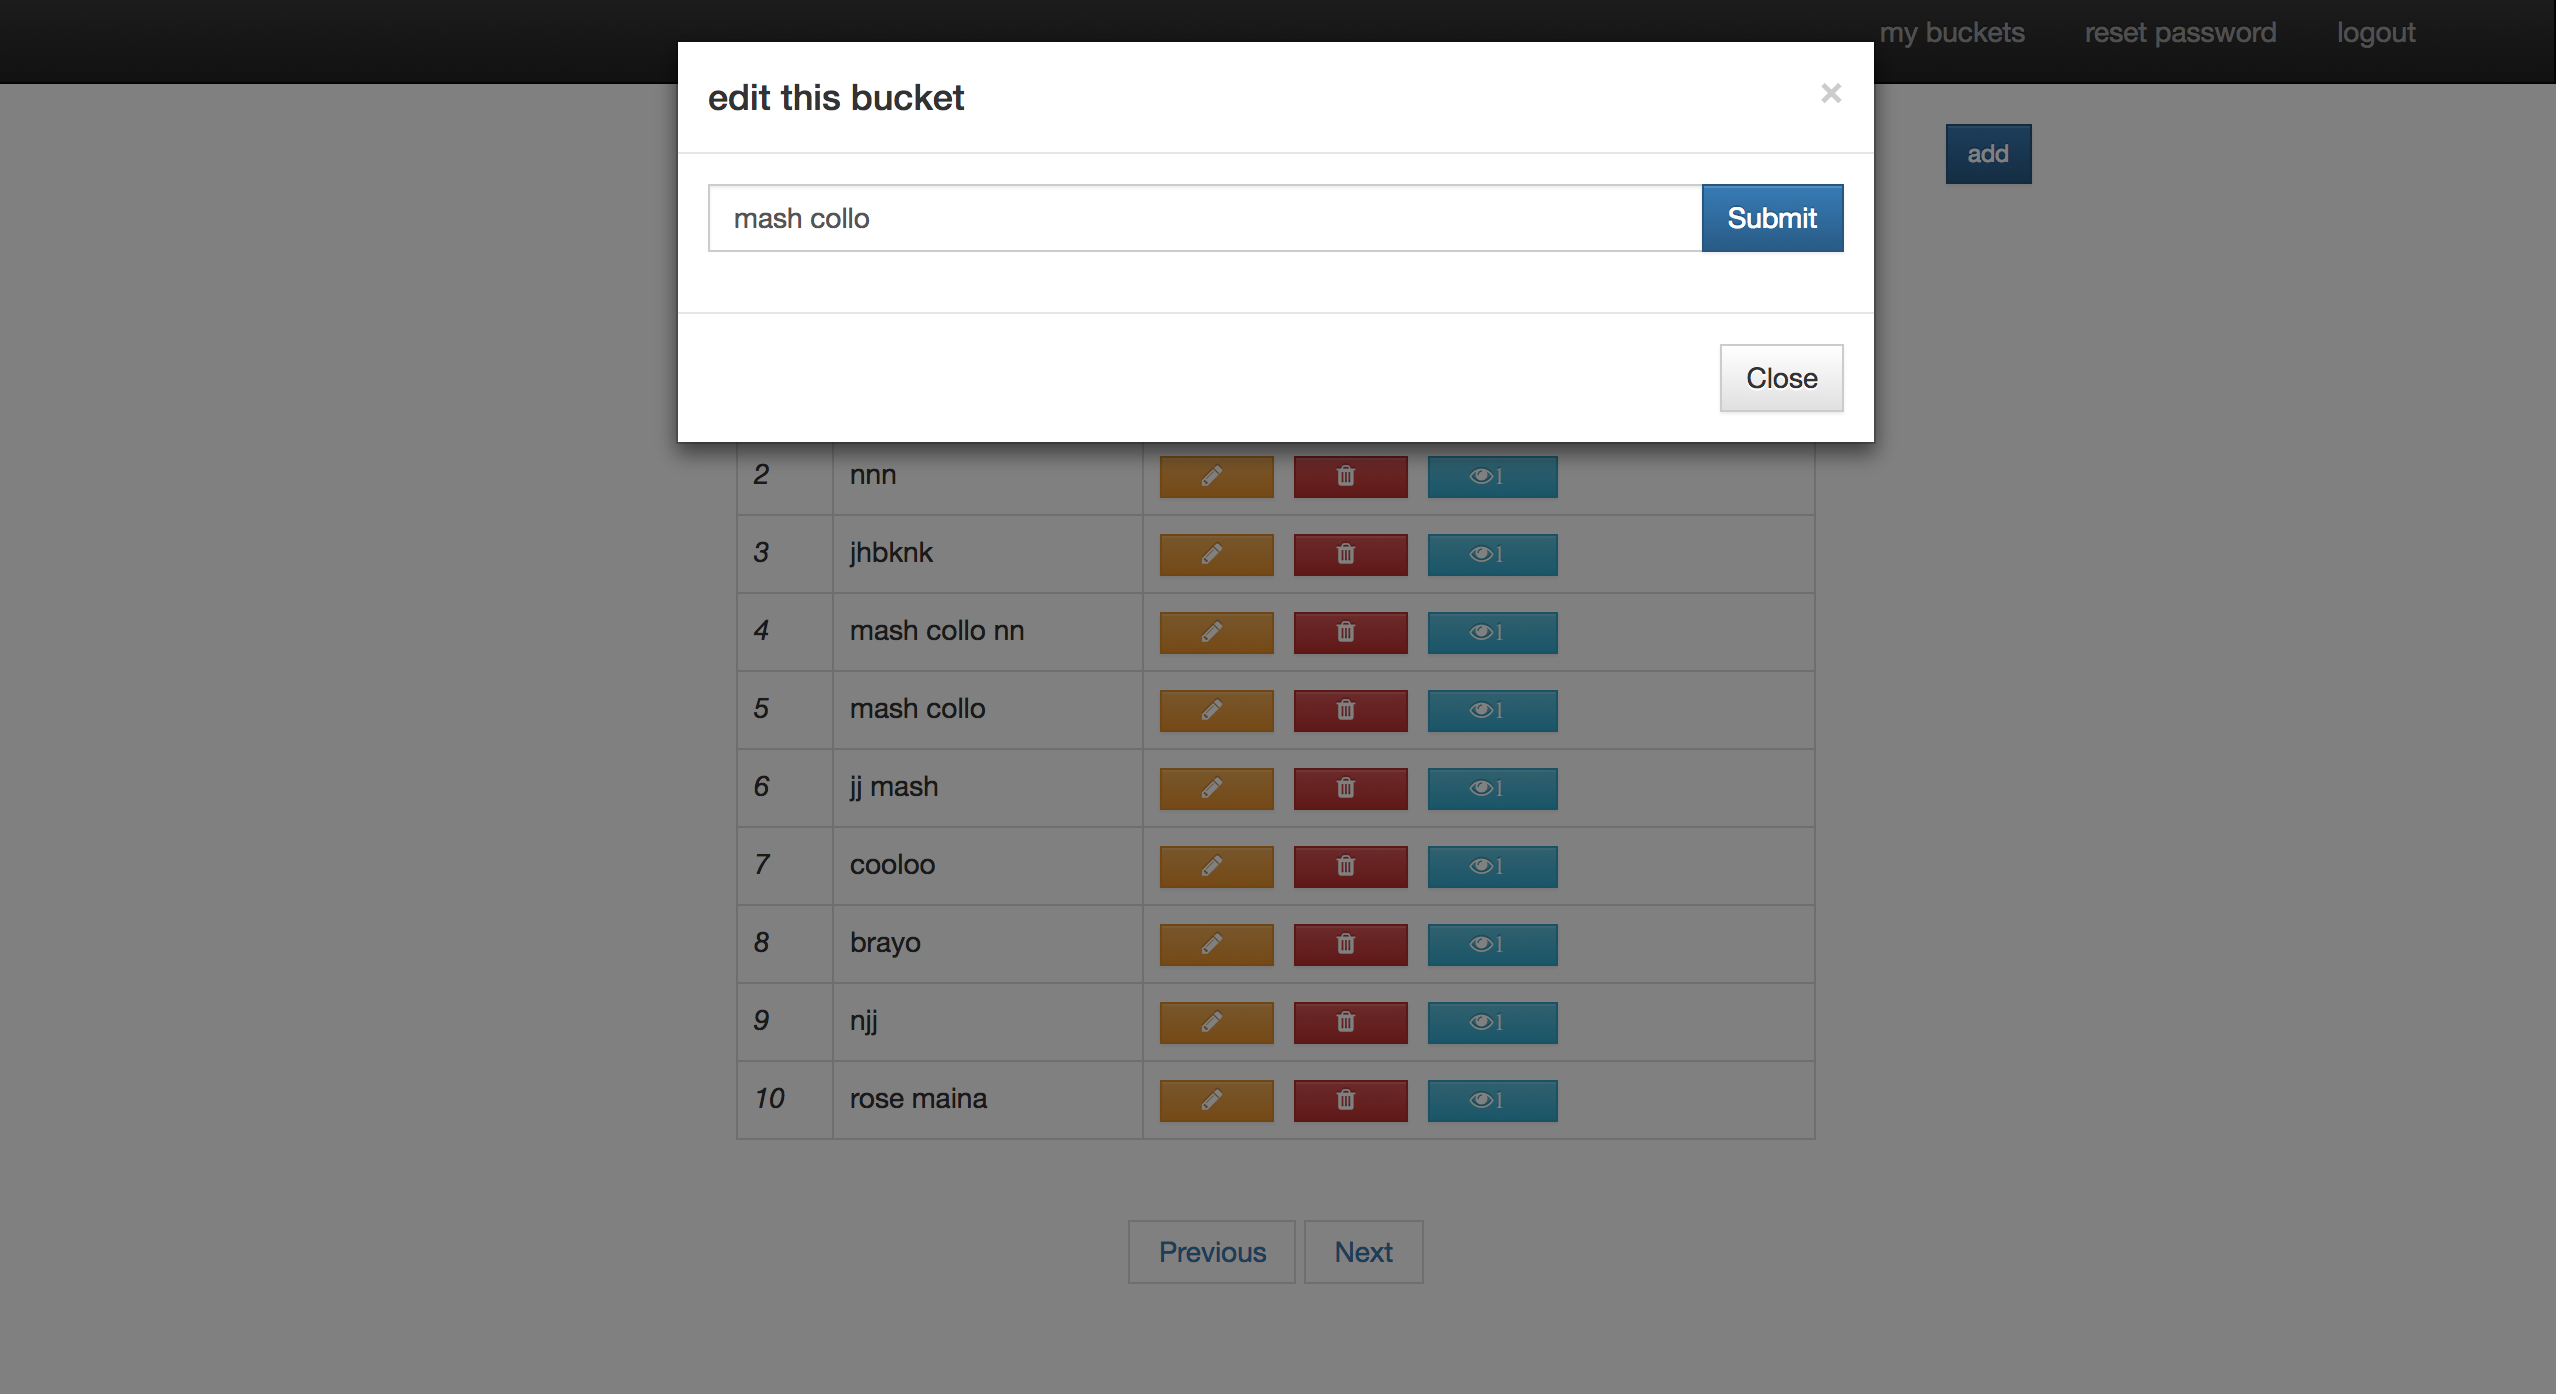 my buckets reset password logout
edit this bucket ×
add
mash collo Submit
Close
2 nnn 1
3 jhbknk 1
4 mash collo nn 1
5 mash collo 1
6 jj mash 1
7 cooloo 1
8 brayo 1
9 njj 1
10 rose maina 1
Previous Next